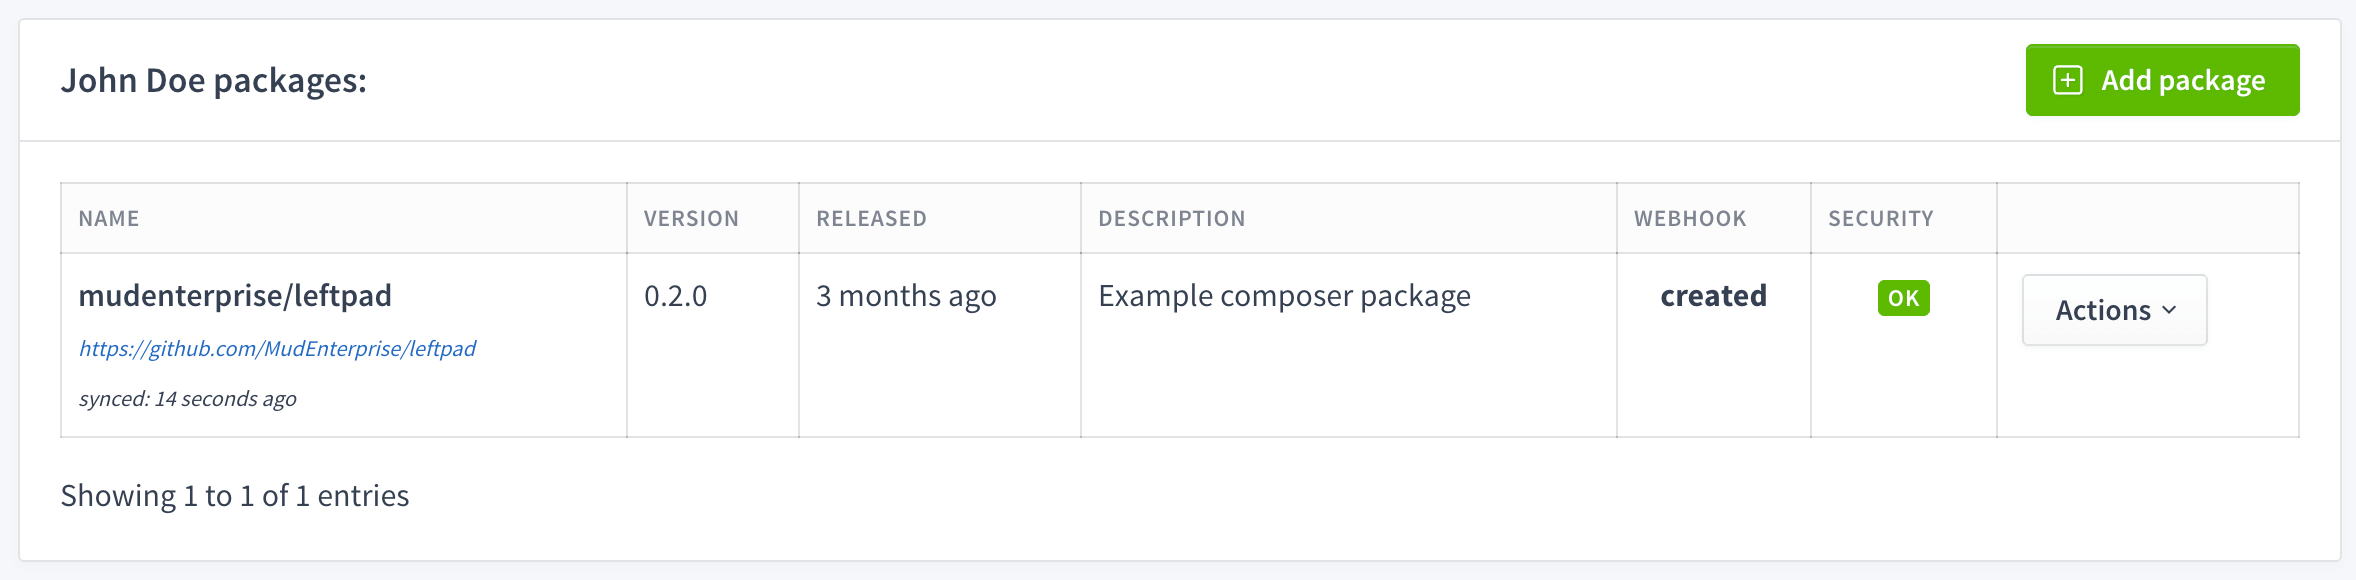 John Doe packages:
Add package
NAME VERSION RELEASED DESCRIPTION WEBHOOK SECURITY
mudenterprise/leftpad 0.2.0 3 months ago Example composer package created OK Actions
https://github.com/MudEnterprise/leftpad
synced: 14 seconds ago
Showing 1 to 1 of 1 entries